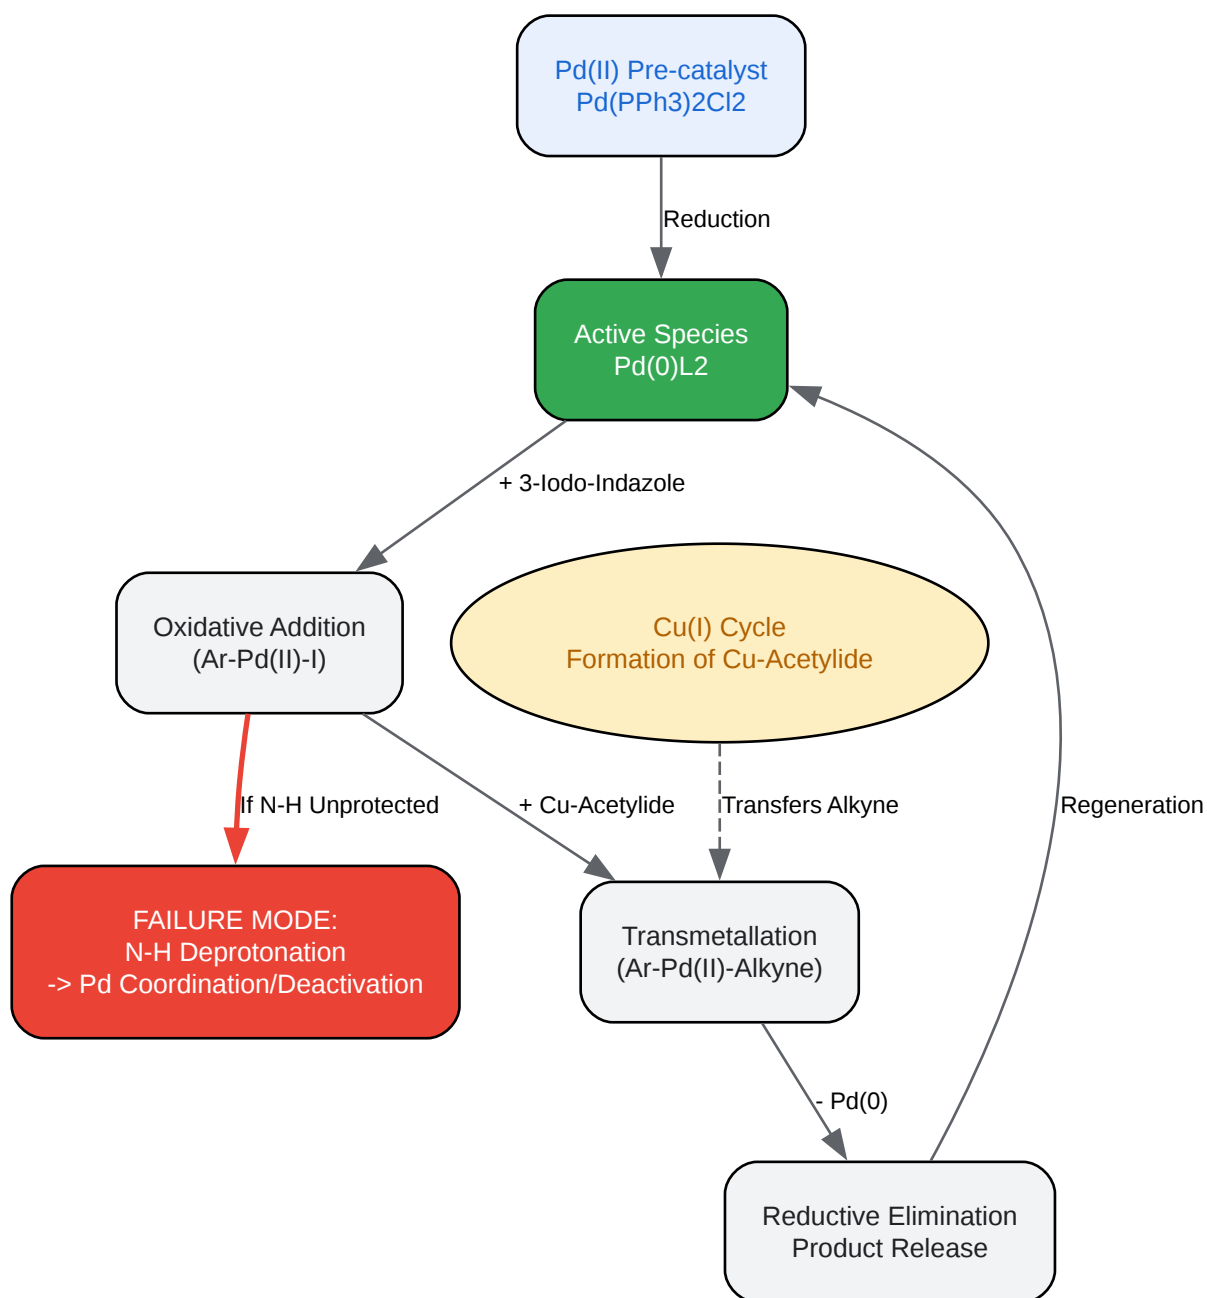 Pd(II) Pre-catalyst
Pd(PPh3)2Cl2
Reduction
Active Species
Pd(0)L2
+ 3-Iodo-Indazole
Oxidative Addition
(Ar-Pd(II)-I)
Cu(I) Cycle
Formation of Cu-Acetylide
If N-H Unprotected
+ Cu-Acetylide
Transfers Alkyne
Regeneration
FAILURE MODE:
N-H Deprotonation
-> Pd Coordination/Deactivation
Transmetallation
(Ar-Pd(II)-Alkyne)
- Pd(0)
Reductive Elimination
Product Release